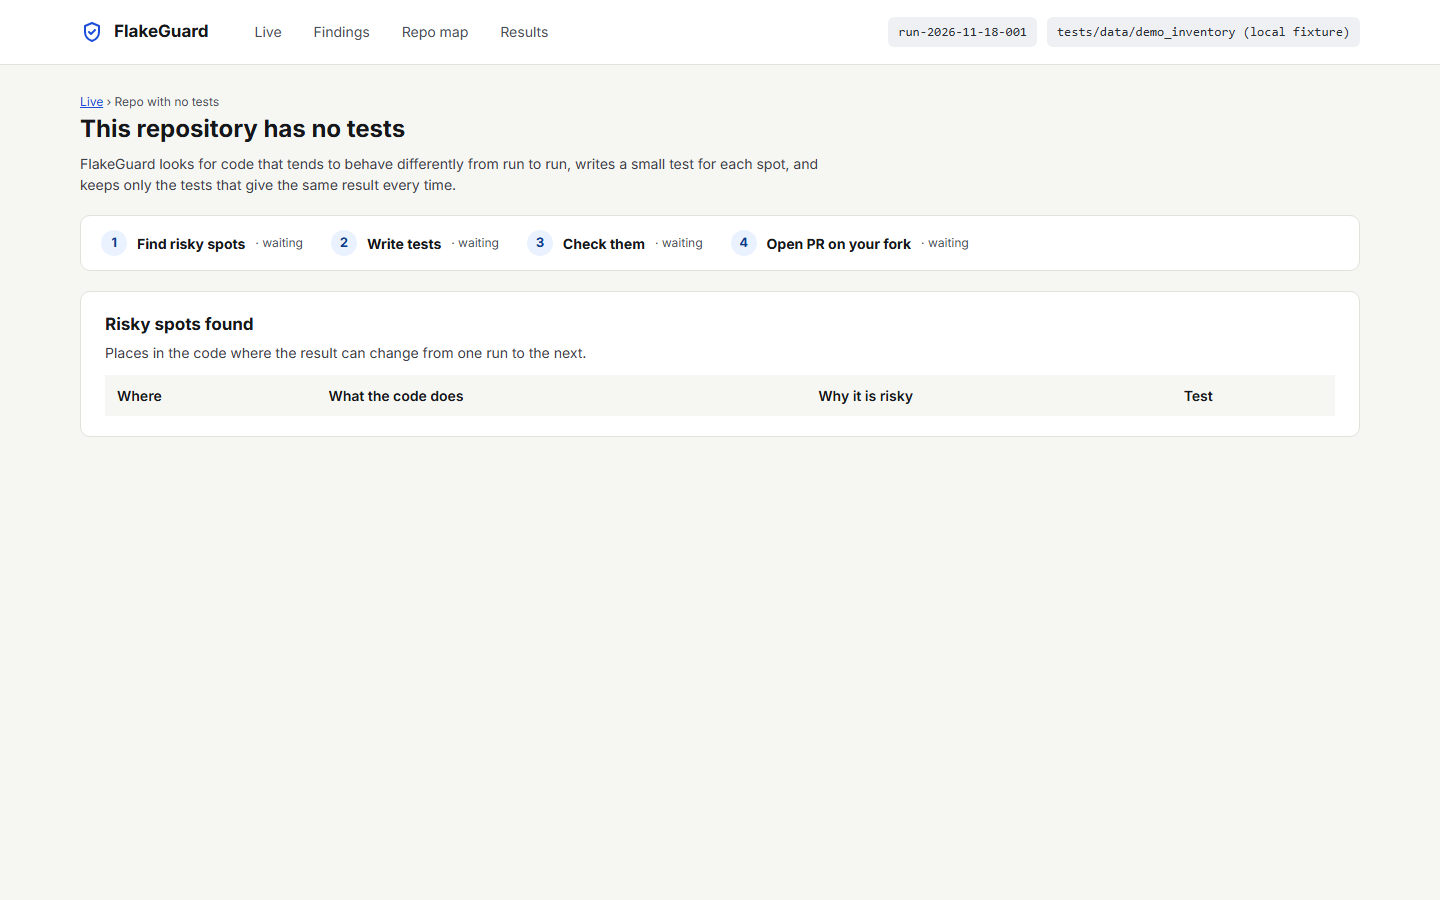 FlakeGuard Live Findings Repo map Results run-2026-11-18-001 tests/data/demo_inventory (local fixture)
Live › Repo with no tests
This repository has no tests
FlakeGuard looks for code that tends to behave differently from run to run, writes a small test for each spot, and
keeps only the tests that give the same result every time.
1 Find risky spots · waiting 2 Write tests · waiting 3 Check them · waiting 4 Open PR on your fork · waiting
Risky spots found
Places in the code where the result can change from one run to the next.
Where What the code does Why it is risky Test